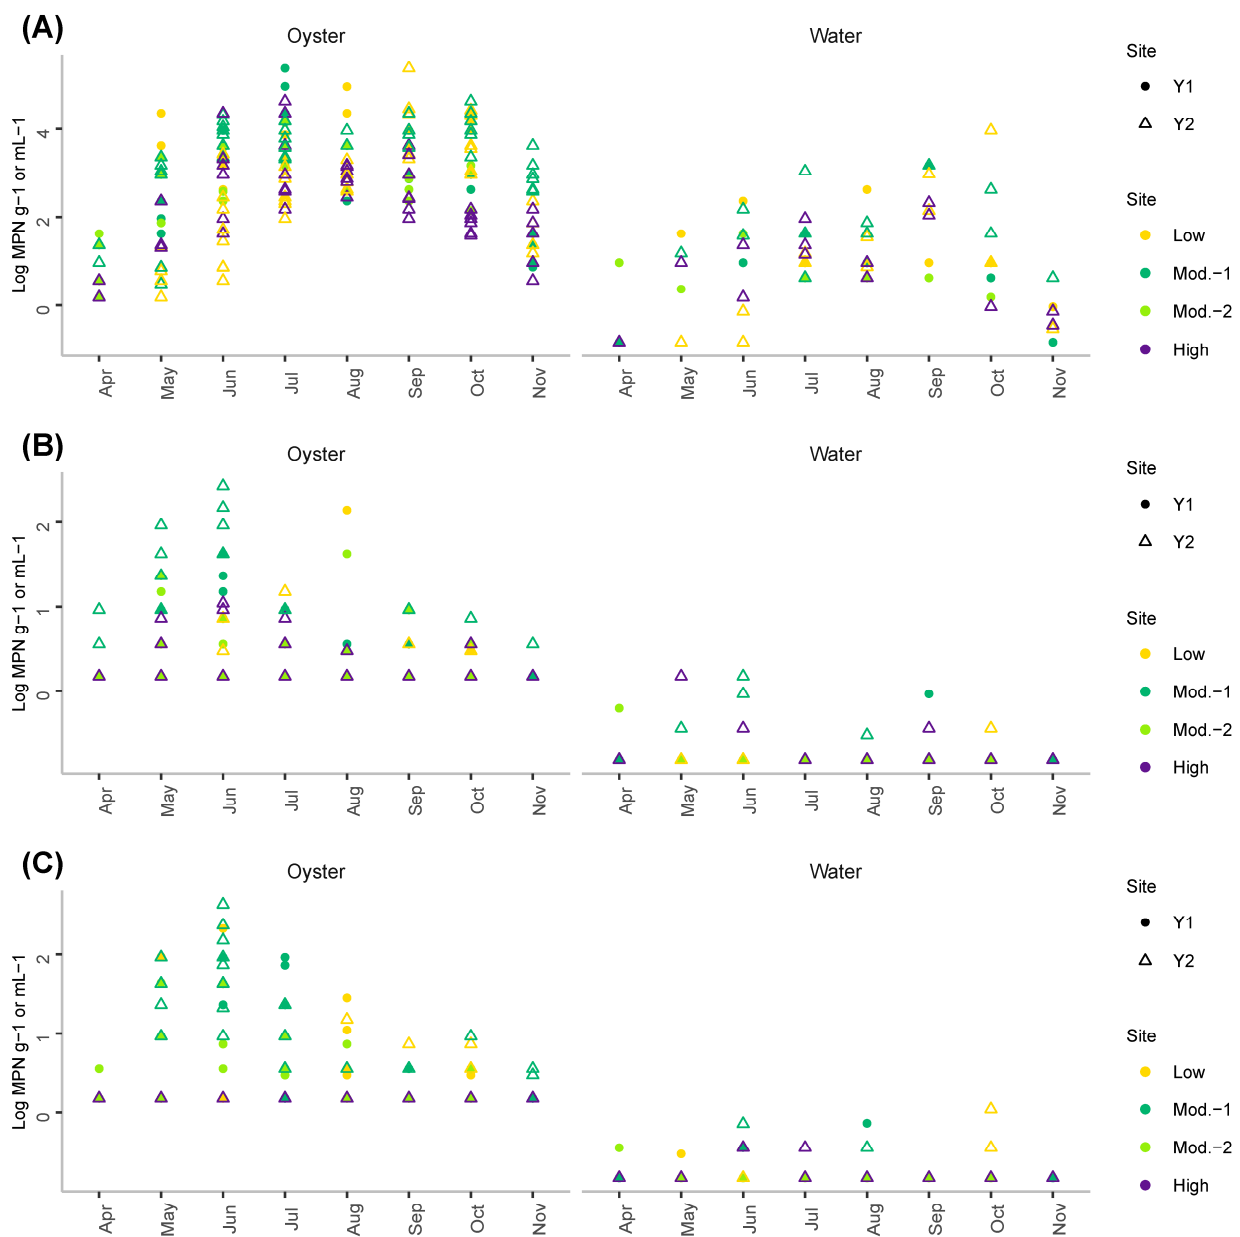 (A)
Oyster
Water
Log MPN g−1 or mL−1
4
2
0
Apr
May
Jun
Jul
Aug
Sep
Oct
Nov
Apr
May
Jun
Jul
Aug
Sep
Oct
Nov
Site
Y1
Y2
Site
Low
Mod.−1
Mod.−2
High
(B)
Oyster
Water
Log MPN g−1 or mL−1
2
1
0
Apr
May
Jun
Jul
Aug
Sep
Oct
Nov
Apr
May
Jun
Jul
Aug
Sep
Oct
Nov
Site
Y1
Y2
Site
Low
Mod.−1
Mod.−2
High
(C)
Oyster
Water
Log MPN g−1 or mL−1
2
1
0
Apr
May
Jun
Jul
Aug
Sep
Oct
Nov
Apr
May
Jun
Jul
Aug
Sep
Oct
Nov
Site
Y1
Y2
Site
Low
Mod.−1
Mod.−2
High